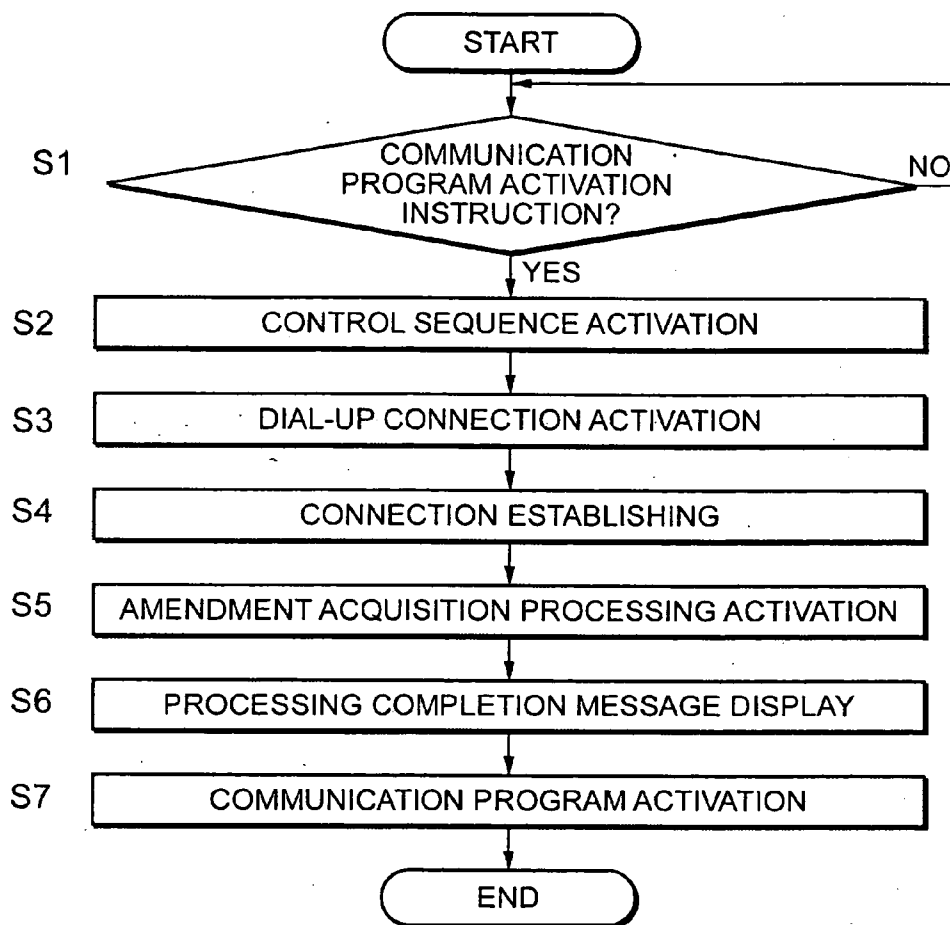 START
S1
COMMUNICATION
PROGRAM ACTIVATION
INSTRUCTION?
NO
YES
S2
CONTROL SEQUENCE ACTIVATION
S3
DIAL-UP CONNECTION ACTIVATION
S4
CONNECTION ESTABLISHING
S5
AMENDMENT ACQUISITION PROCESSING ACTIVATION
S6
PROCESSING COMPLETION MESSAGE DISPLAY
S7
COMMUNICATION PROGRAM ACTIVATION
END